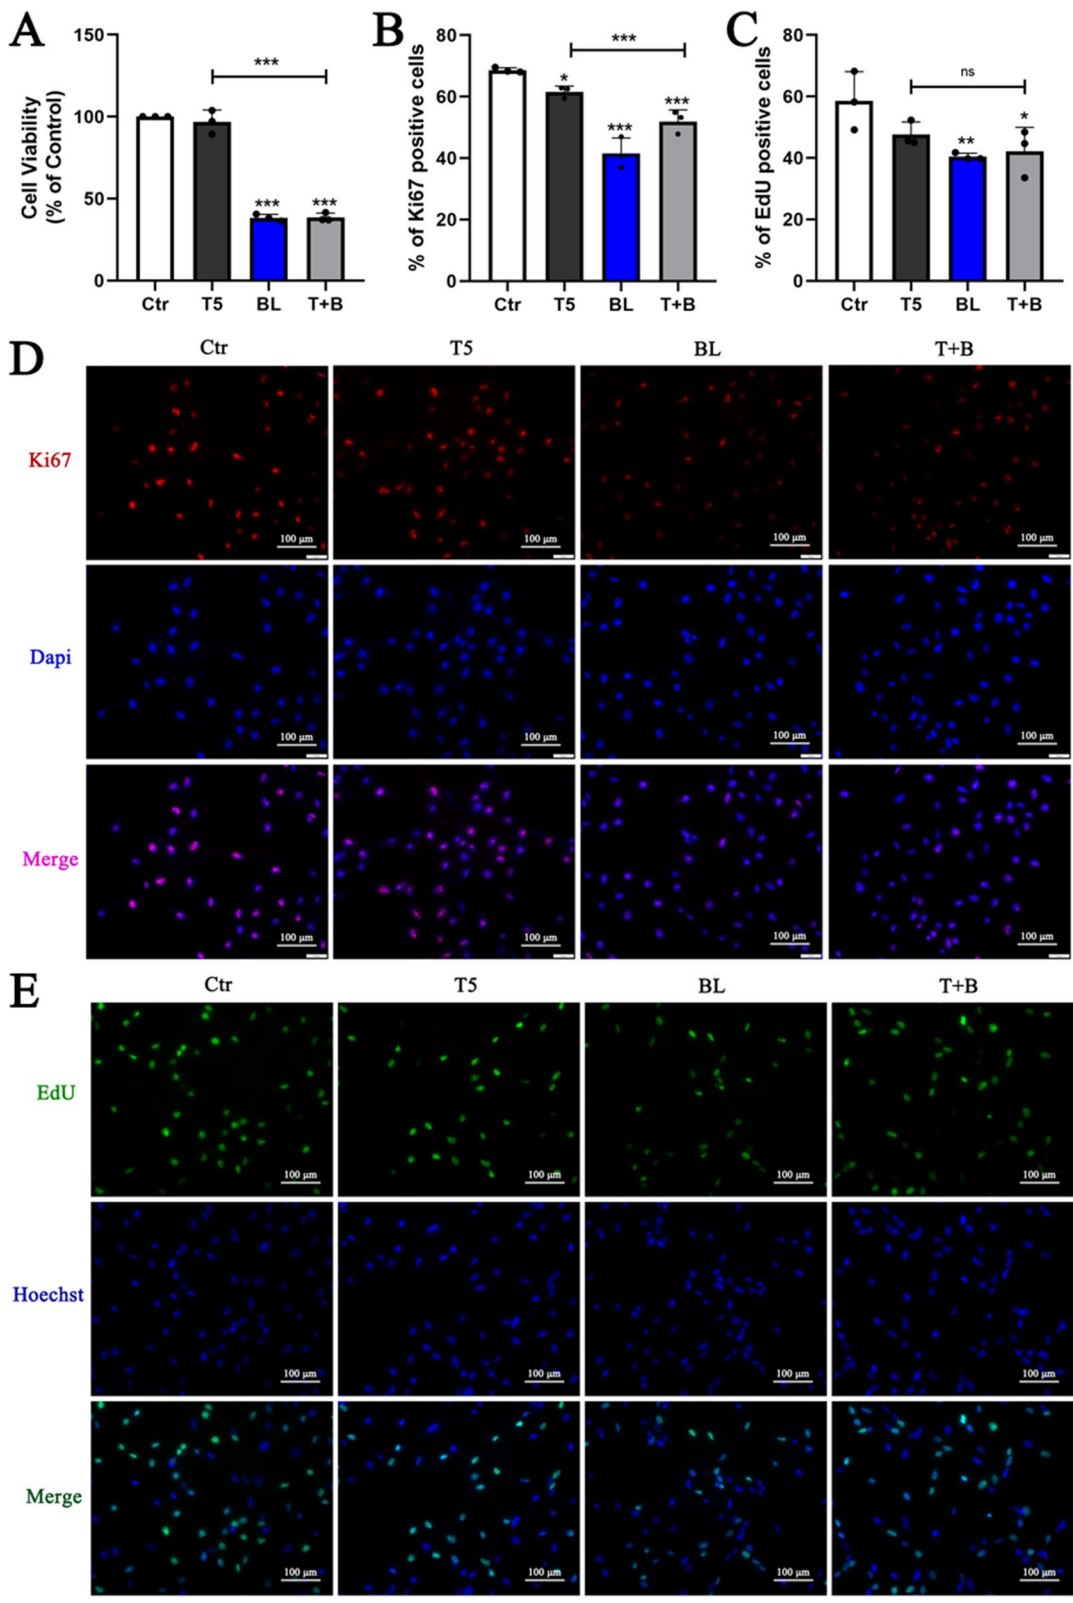 A
Cell Viability
(% of Control)
150
100
50
0
***
***
***
Ctr
T5
BL
T+B
B
% of Ki67 positive cells
80
60
40
20
0
***
*
***
***
Ctr
T5
BL
T+B
C
% of EdU positive cells
80
60
40
20
0
ns
**
*
Ctr
T5
BL
T+B
D
Ctr
T5
BL
T+B
Ki67
100 μm
100 μm
100 μm
100 μm
Dapi
100 μm
100 μm
100 μm
100 μm
Merge
100 μm
100 μm
100 μm
100 μm
E
Ctr
T5
BL
T+B
EdU
100 μm
100 μm
100 μm
100 μm
Hoechst
100 μm
100 μm
100 μm
100 μm
Merge
100 μm
100 μm
100 μm
100 μm